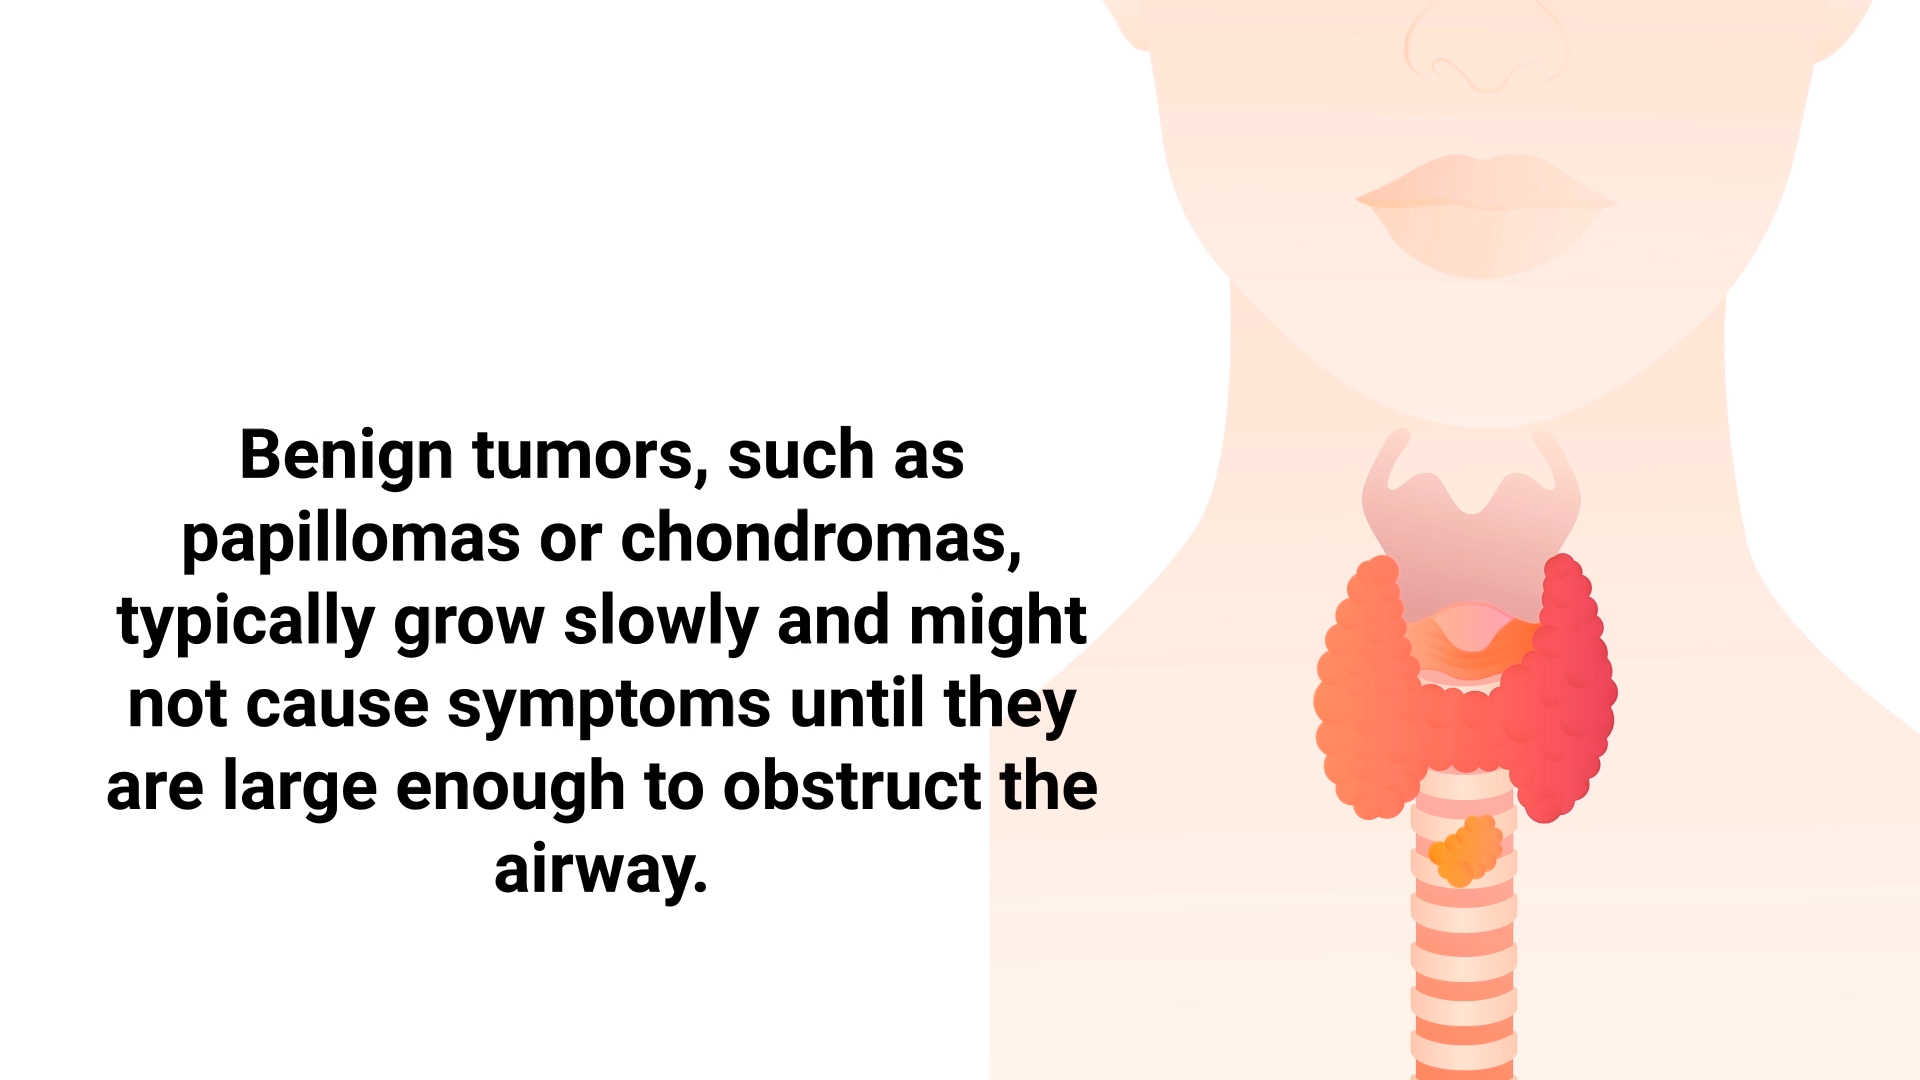 Benign tumors, such as
papillomas or chondromas,
typically grow slowly and might
not cause symptoms until they
are large enough to obstruct the
airway.